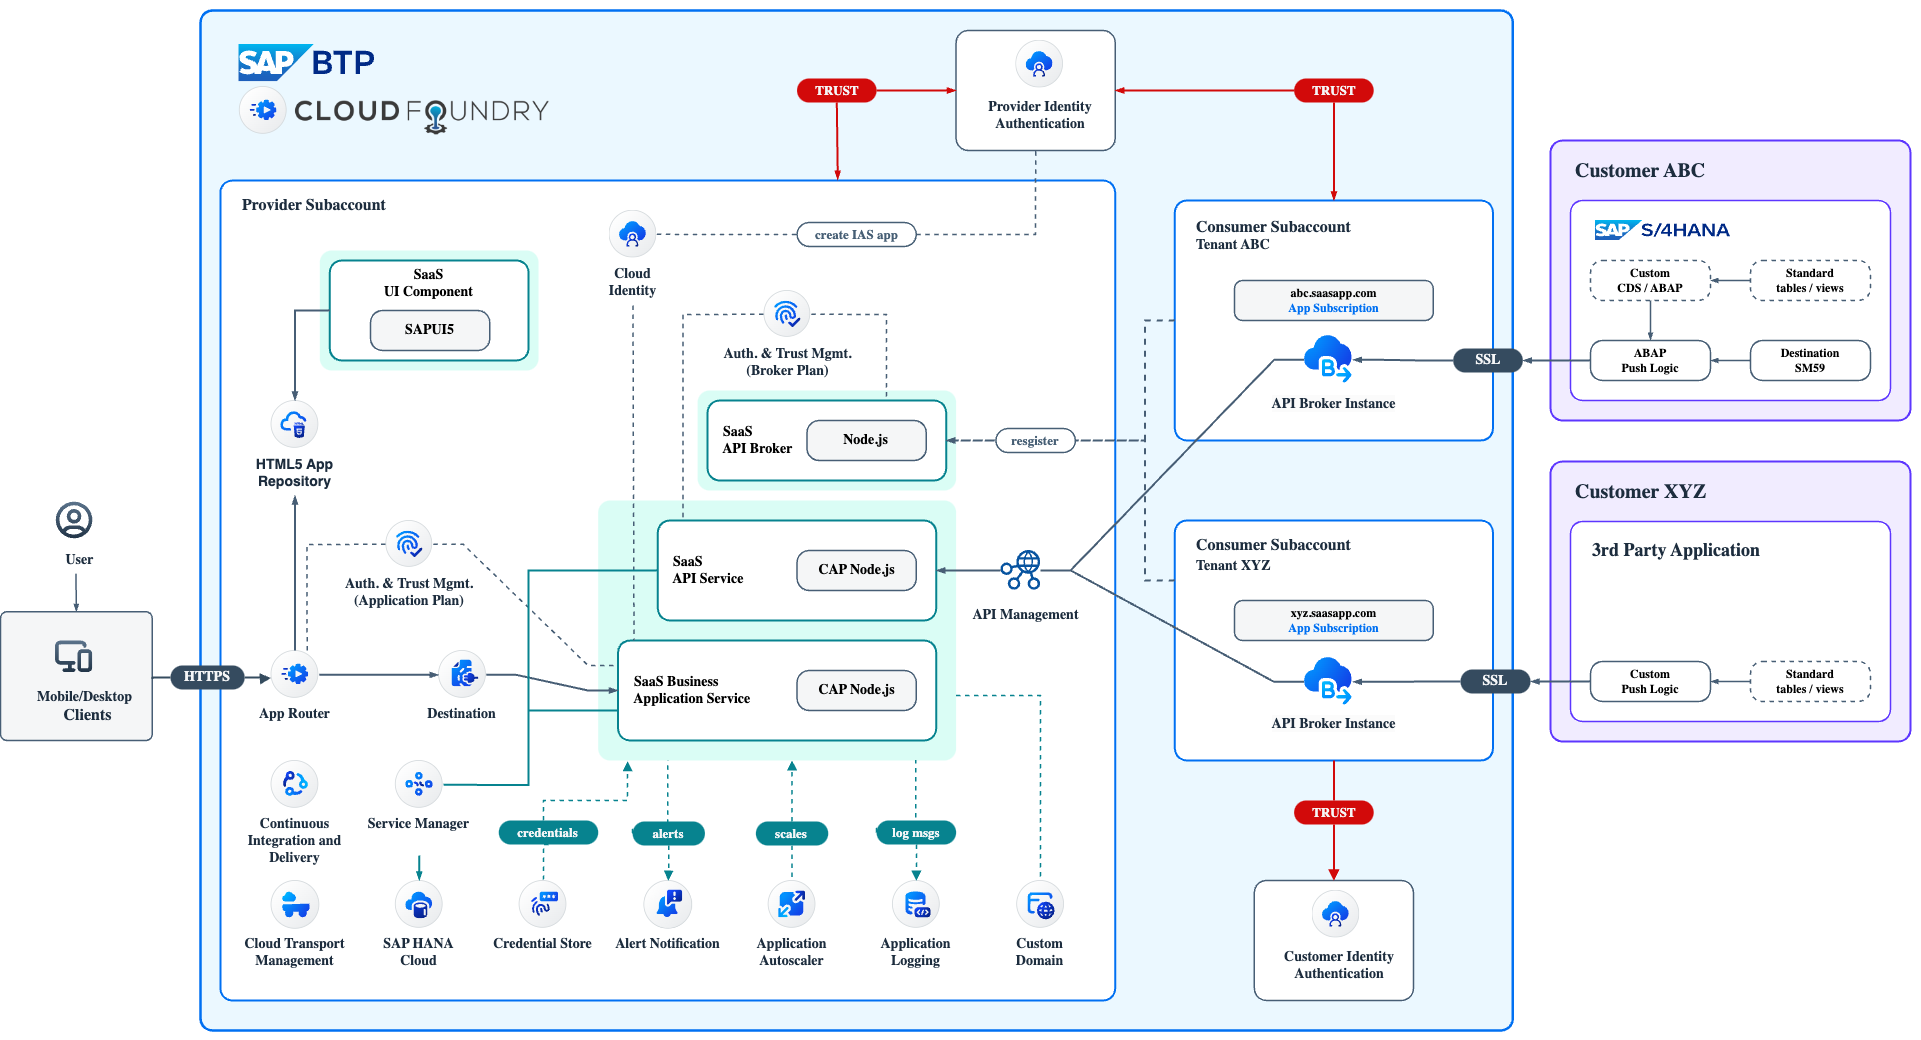 SAP BTP
CLOUD FOUNDRY
TRUST
Provider Identity
Authentication
TRUST
Provider Subaccount
Cloud
Identity
create IAS app
SaaS
UI Component
SAPUI5
Auth. & Trust Mgmt.
(Broker Plan)
SaaS
API Broker
Node.js
resgister
HTML5 App
Repository
User
Mobile/Desktop
Clients
HTTPS
Auth. & Trust Mgmt.
(Application Plan)
App Router
Destination
SaaS
API Service
CAP Node.js
SaaS Business
Application Service
CAP Node.js
API Management
Continuous
Integration and
Delivery
Service Manager
credentials
alerts
scales
log msgs
Cloud Transport
Management
SAP HANA
Cloud
Credential Store
Alert Notification
Application
Autoscaler
Application
Logging
Custom
Domain
Consumer Subaccount
Tenant ABC
abc.saasapp.com
App Subscription
B
API Broker Instance
SSL
Consumer Subaccount
Tenant XYZ
xyz.saasapp.com
App Subscription
B
API Broker Instance
SSL
TRUST
Customer Identity
Authentication
Customer ABC
SAP S/4HANA
Custom
CDS / ABAP
Standard
tables / views
ABAP
Push Logic
Destination
SM59
Customer XYZ
3rd Party Application
Custom
Push Logic
Standard
tables / views